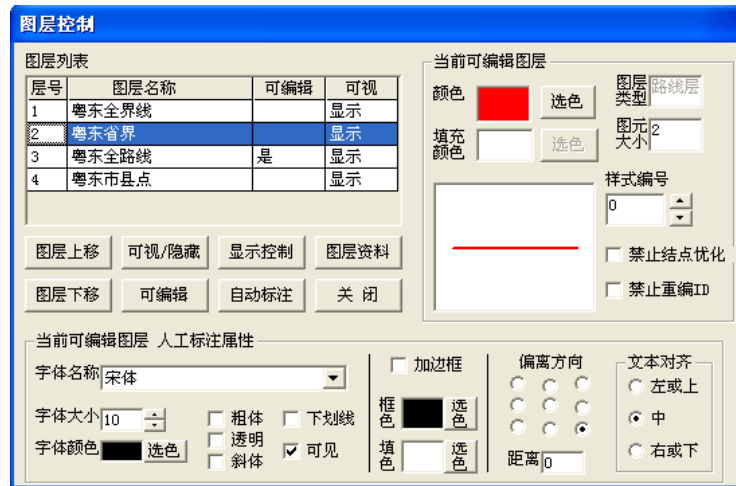 图层控制
图层列表
层号 图层名称 可编辑 可视
1 粤东全界线 显示
2 粤东省界 显示
3 粤东全路线 是 显示
4 粤东市县点 显示
图层上移 可视/隐藏 显示控制 图层资料
图层下移 可编辑 自动标注 关 闭
当前可编辑图层
颜色 选色 图层类型 路线层
填充颜色 选色 图元大小 2
样式编号
0
禁止结点优化
禁止重编ID
当前可编辑图层 人工标注属性
字体名称 宋体
字体大小 10 粗体 下划线
透明
字体颜色 选色 斜体 可见
加边框
框色 选色
填色 选色
偏离方向
距离 0
文本对齐
左或上
中
右或下